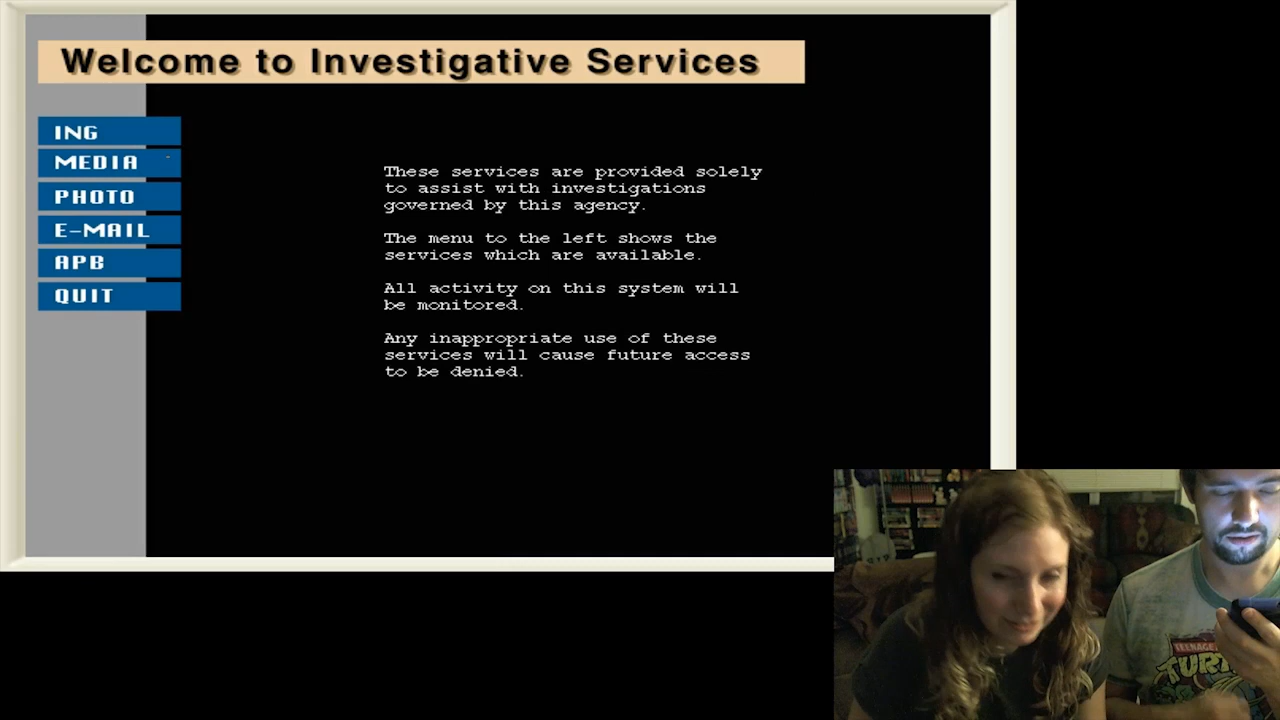 Welcome to Investigative Services
ING
MEDIA
PHOTO
E-MAIL
APB
QUIT
These services are provided solely
to assist with investigations
governed by this agency.
The menu to the left shows the
services which are available.
All activity on this system will
be monitored.
Any inappropriate use of these
services will cause future access
to be denied.